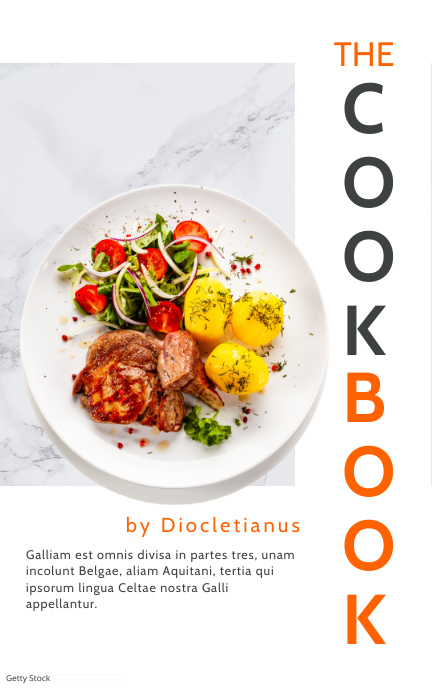 THE
COOKBOOK
by Diocletianus
Galliam est omnis divisa in partes tres, unam
incolunt Belgae, aliam Aquitani, tertia qui
ipsorum lingua Celtae nostra Galli
appellantur.
Getty Stock